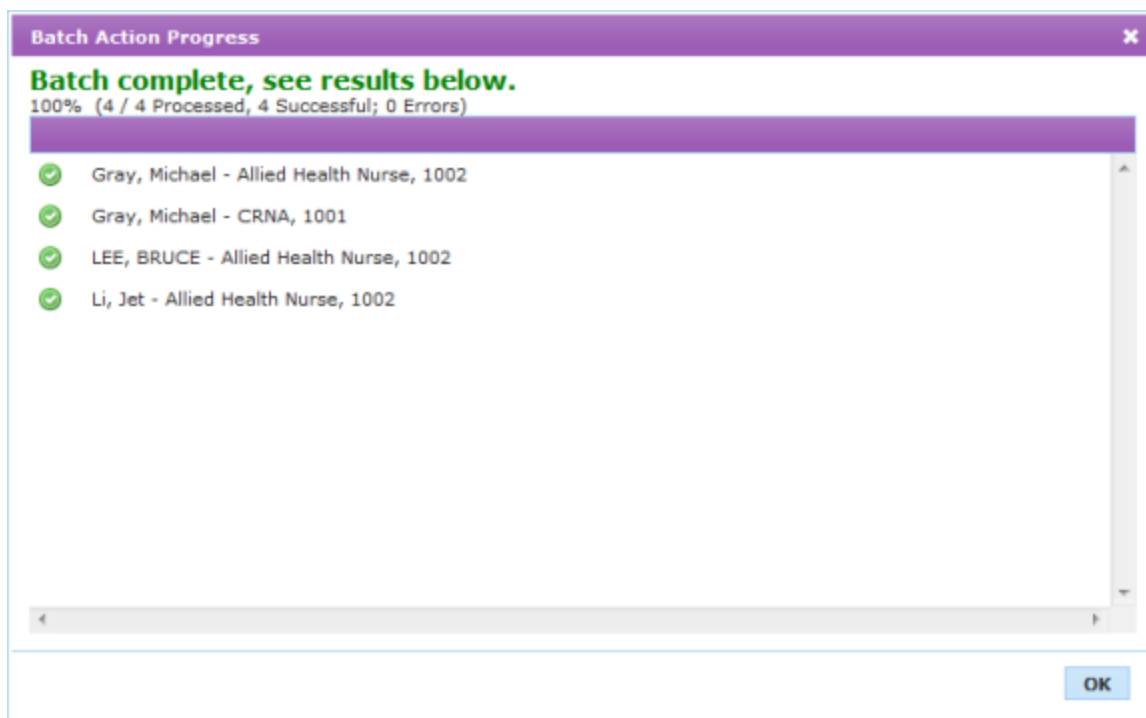 Batch Action Progress
Batch complete, see results below.
100% (4 / 4 Processed, 4 Successful; 0 Errors)
Gray, Michael - Allied Health Nurse, 1002
Gray, Michael - CRNA, 1001
LEE, BRUCE - Allied Health Nurse, 1002
Li, Jet - Allied Health Nurse, 1002
OK